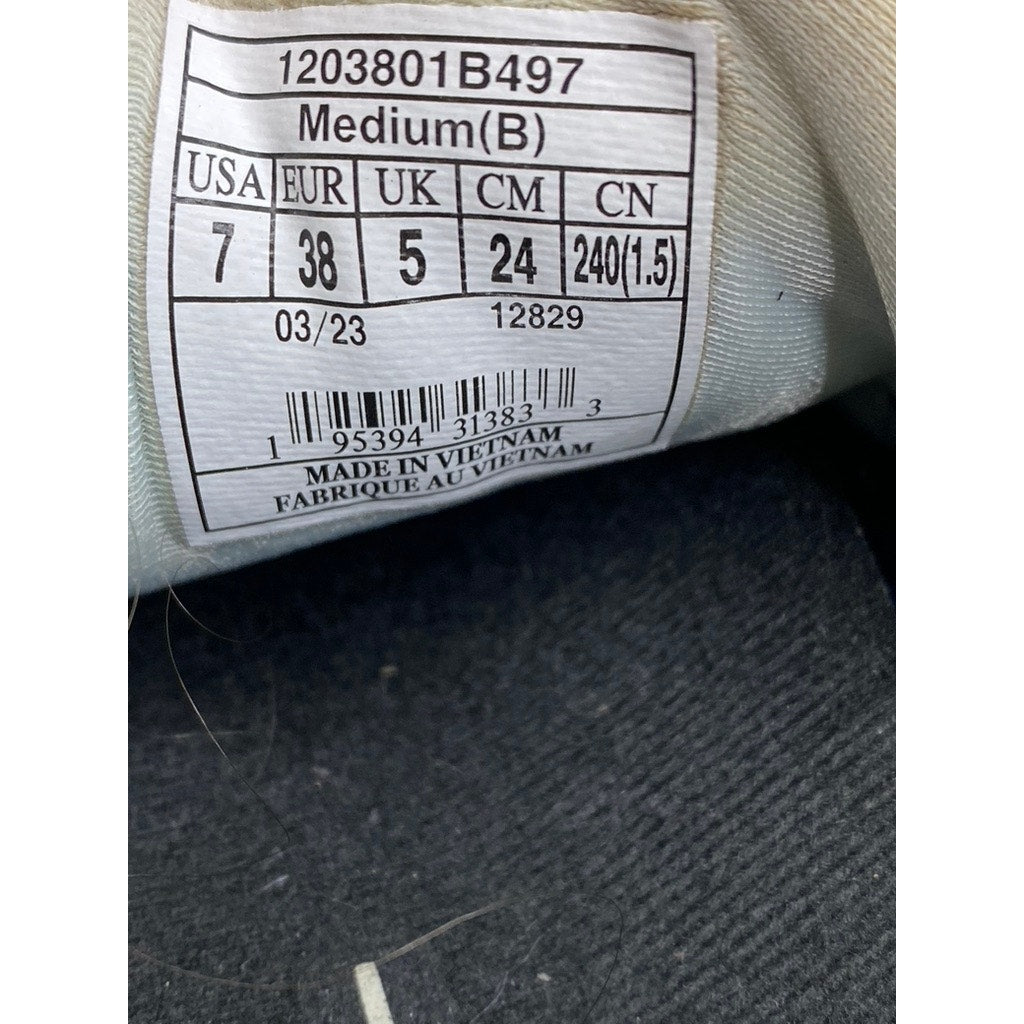 1203801B497
Medium(B)
USA EUR UK CM CN
7 38 5 24 240(1.5)
03/23 12829
1 95394 31383 3
MADE IN VIETNAM
FABRIQUE AU VIETNAM